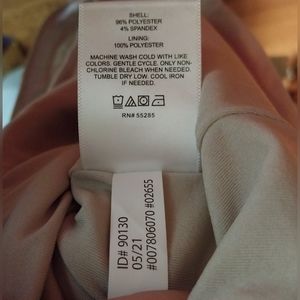 SHELL:
96% POLYESTER
4% SPANDEX
LINING:
100% POLYESTER
MACHINE WASH COLD WITH LIKE
COLORS. GENTLE CYCLE. ONLY NON-
CHLORINE BLEACH WHEN NEEDED.
TUMBLE DRY LOW. COOL IRON
IF NEEDED.
RN# 55285
ID# 90130
05/21
#007806070 #02655